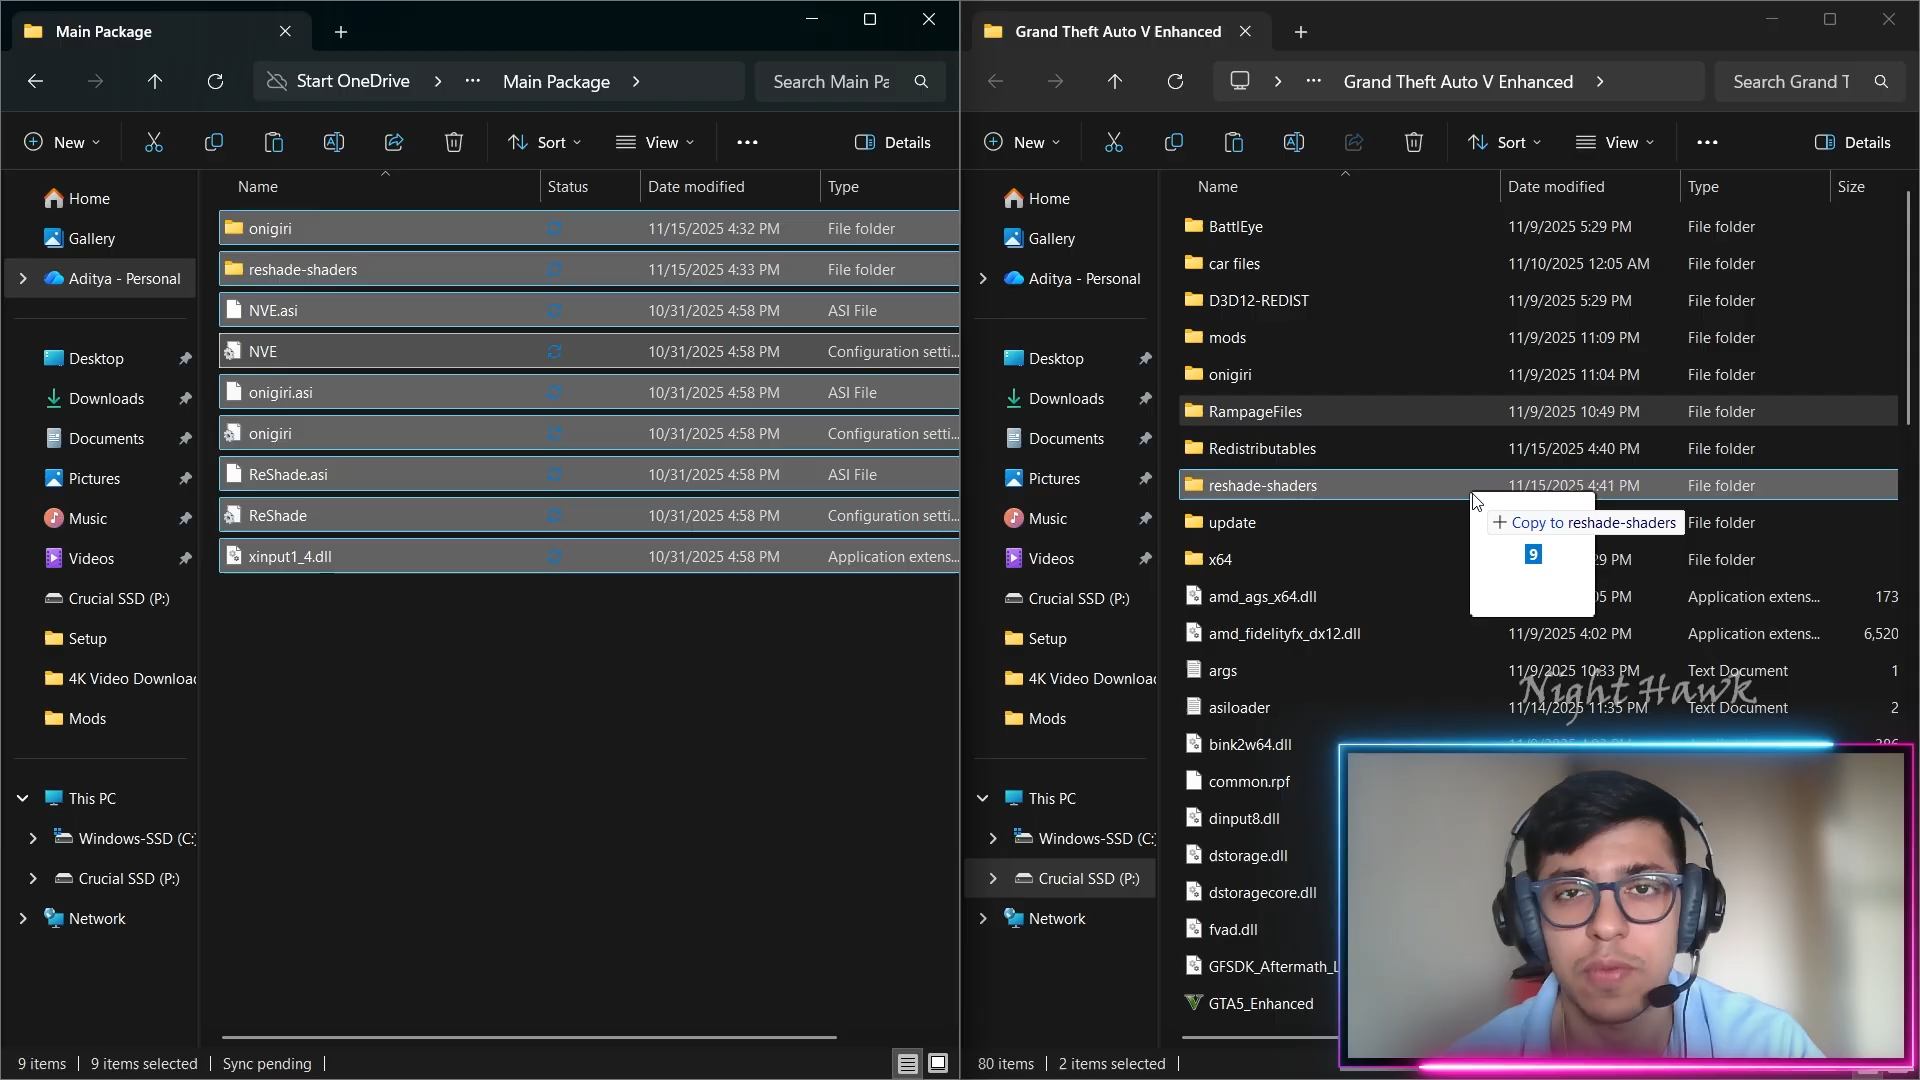 Main Package
Start OneDrive
Main Package
Search Main Pa
New
Sort
View
Details
Home
Gallery
Aditya - Personal
Desktop
Downloads
Documents
Pictures
Music
Videos
Crucial SSD (P:)
Setup
4K Video Downloa
Mods
This PC
Windows-SSD (C:
Crucial SSD (P:)
Network
Name Status Date modified Type
onigiri 11/15/2025 4:32 PM File folder
reshade-shaders 11/15/2025 4:33 PM File folder
NVE.asi 10/31/2025 4:58 PM ASI File
NVE 10/31/2025 4:58 PM Configuration setti...
onigiri.asi 10/31/2025 4:58 PM ASI File
onigiri 10/31/2025 4:58 PM Configuration setti...
ReShade.asi 10/31/2025 4:58 PM ASI File
ReShade 10/31/2025 4:58 PM Configuration setti...
xinput1_4.dll 10/31/2025 4:58 PM Application extens...
9 items 9 items selected Sync pending
Grand Theft Auto V Enhanced
Grand Theft Auto V Enhanced
Search Grand T
New
Sort
View
Details
Home
Gallery
Aditya - Personal
Desktop
Downloads
Documents
Pictures
Music
Videos
Crucial SSD (P:)
Setup
4K Video Downloa
Mods
This PC
Windows-SSD (C:
Crucial SSD (P:)
Network
Name Date modified Type Size
BattlEye 11/9/2025 5:29 PM File folder
car files 11/10/2025 12:05 AM File folder
D3D12-REDIST 11/9/2025 5:29 PM File folder
mods 11/9/2025 11:09 PM File folder
onigiri 11/9/2025 11:04 PM File folder
RampageFiles 11/9/2025 10:49 PM File folder
Redistributables 11/15/2025 4:40 PM File folder
reshade-shaders 11/15/2025 4:41 PM File folder
+ Copy to reshade-shaders
9
update File folder
x64 29 PM File folder
amd_ags_x64.dll 05 PM Application extens... 173
amd_fidelityfx_dx12.dll 11/9/2025 4:02 PM Application extens... 6,520
args 11/9/2025 10:33 PM Text Document 1
Night Hawk
asiloader 11/14/2025 11:35 PM Text Document 2
bink2w64.dll
common.rpf
dinput8.dll
dstorage.dll
dstoragecore.dll
fvad.dll
GFSDK_Aftermath_L
GTA5_Enhanced
80 items 2 items selected